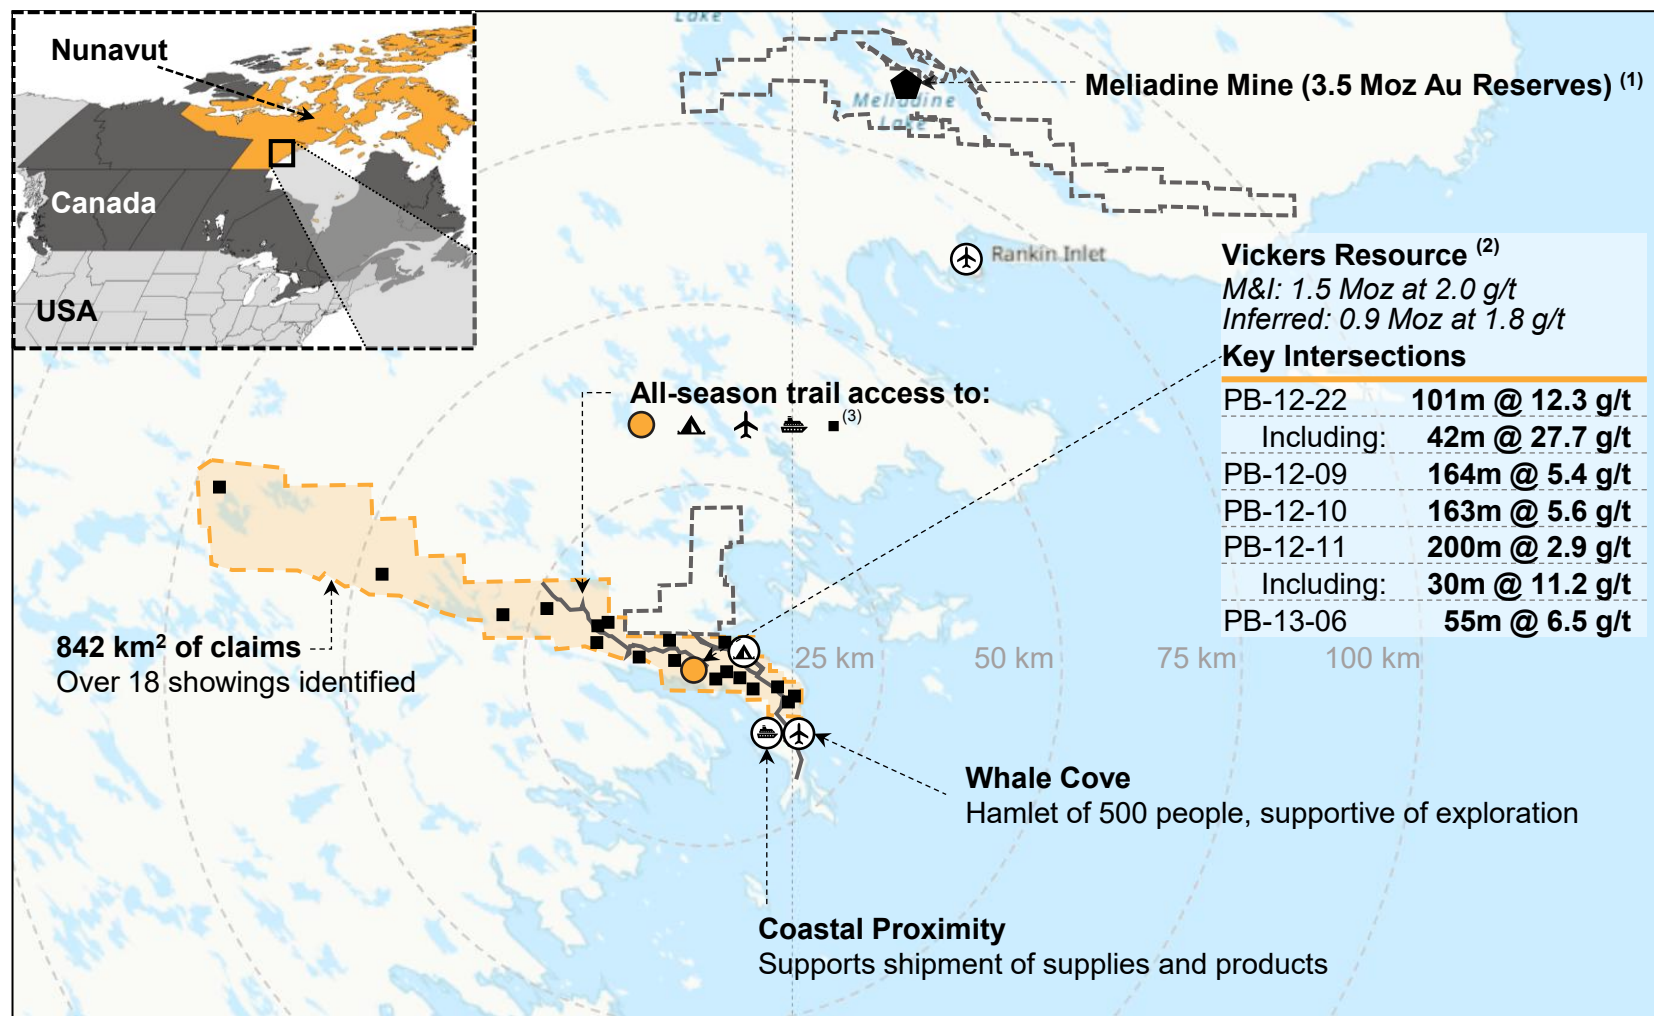 Lake
Nunavut
Canada
USA
Meliadine Mine (3.5 Moz Au Reserves) (1)
Meliadine
Lake
Rankin Inlet
Vickers Resource (2)
M&I: 1.5 Moz at 2.0 g/t
Inferred: 0.9 Moz at 1.8 g/t
Key Intersections
PB-12-22 101m @ 12.3 g/t
Including: 42m @ 27.7 g/t
PB-12-09 164m @ 5.4 g/t
PB-12-10 163m @ 5.6 g/t
PB-12-11 200m @ 2.9 g/t
Including: 30m @ 11.2 g/t
PB-13-06 55m @ 6.5 g/t
All-season trail access to:
(3)
842 km² of claims
Over 18 showings identified
25 km 50 km 75 km 100 km
Whale Cove
Hamlet of 500 people, supportive of exploration
Coastal Proximity
Supports shipment of supplies and products